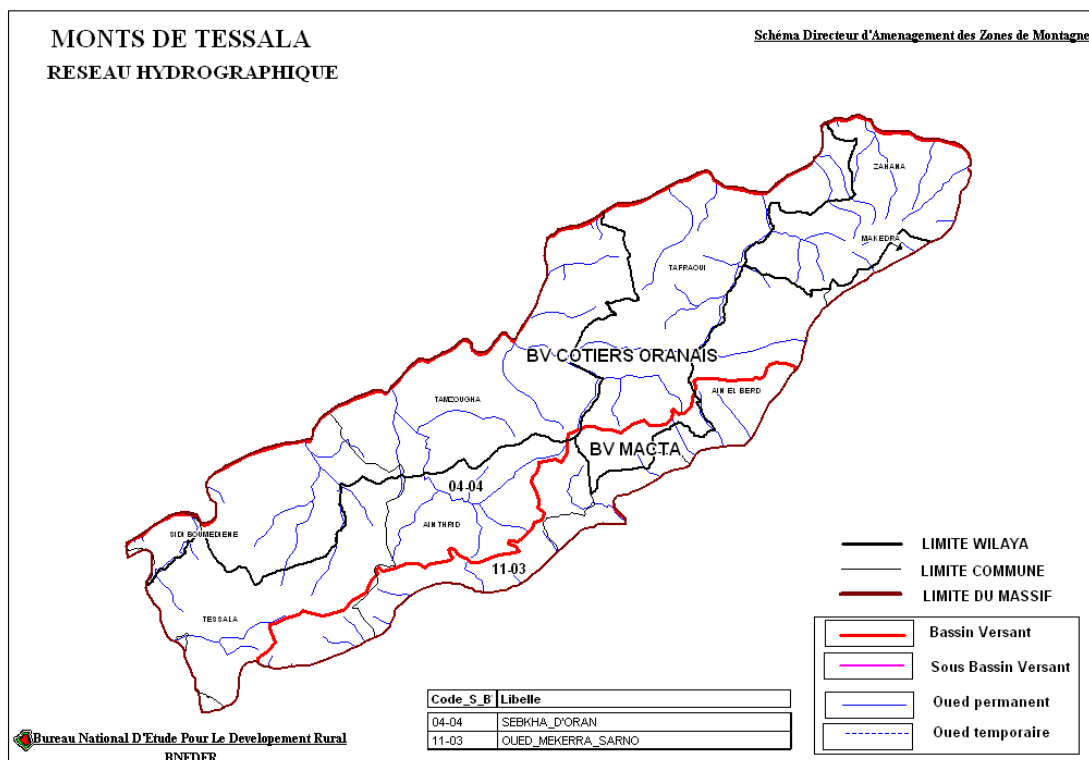 MONTS DE TESSALA
Schéma Directeur d'Amenagement des Zones de Montagne
RESEAU HYDROGRAPHIQUE
ZAHANA
MAKEDRA
TAFRAOUI
BV COTIERS ORANAIS
AIN EL BERD
TAMZOUGHA
BV MACTA
04-04
AIN THRID
SIDI BOUMEDIENE
11-03
TESSALA
LIMITE WILAYA
LIMITE COMMUNE
LIMITE DU MASSIF
Bassin Versant
Sous Bassin Versant
Oued permanent
Oued temporaire
Code_S_B Libelle
04-04 SEBKHA_D'ORAN
11-03 OUED_MEKERRA_SARNO
Bureau National D'Etude Pour Le Developement Rural
BNEDER